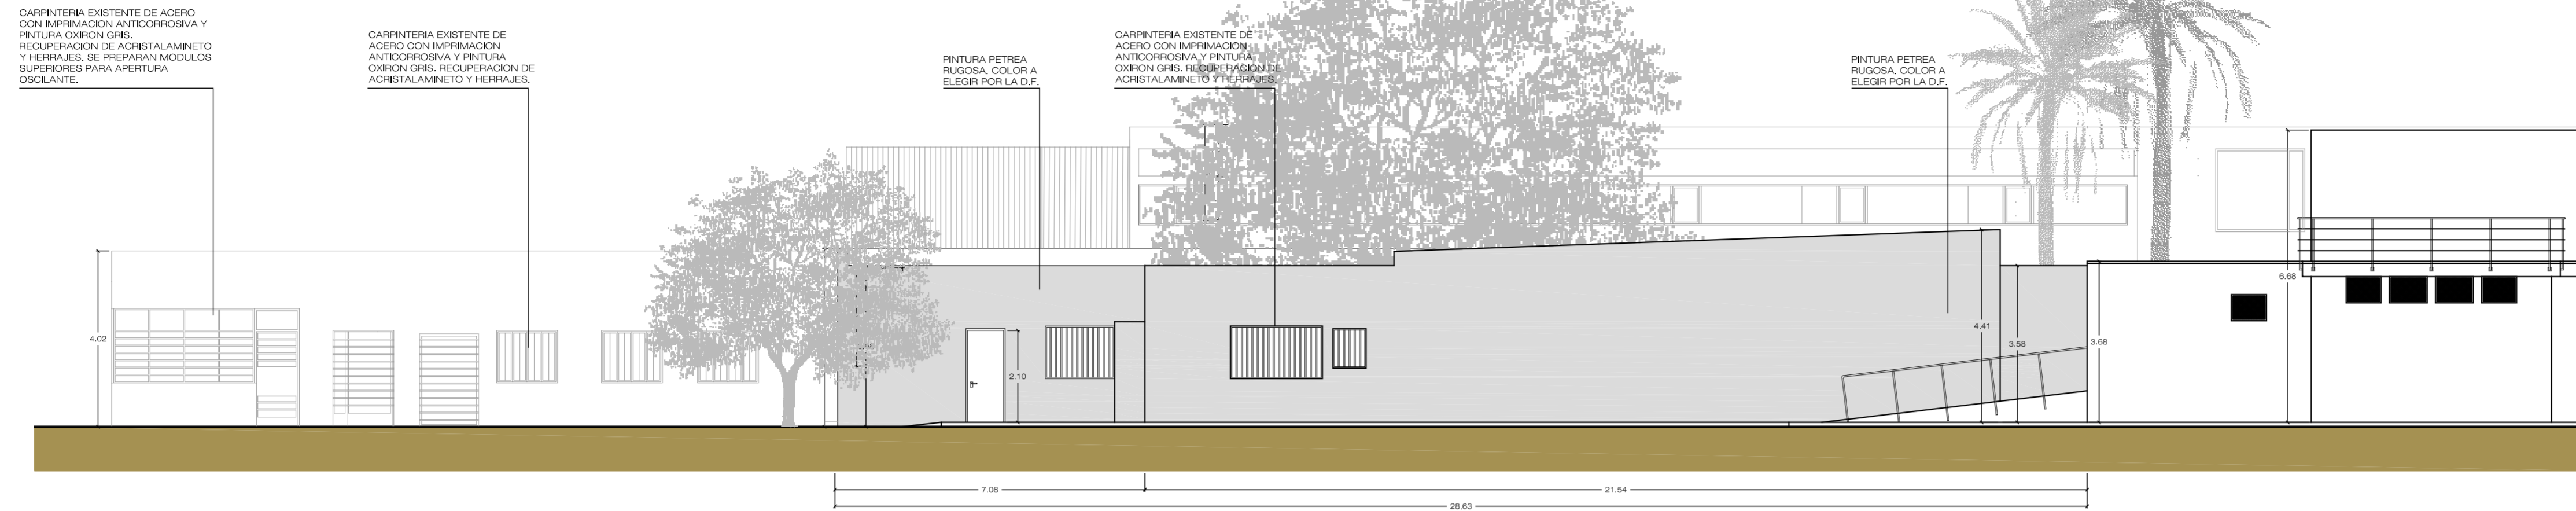 CARPINTERIA EXISTENTE DE ACERO
CON IMPRIMACION ANTICORROSIVA Y
PINTURA OXIRON GRIS.
RECUPERACION DE ACRISTALAMINETO
Y HERRAJES. SE PREPARAN MODULOS
SUPERIORES PARA APERTURA
OSCILANTE.
CARPINTERIA EXISTENTE DE
ACERO CON IMPRIMACION
ANTICORROSIVA Y PINTURA
OXIRON GRIS. RECUPERACION DE
ACRISTALAMINETO Y HERRAJES.
PINTURA PETREA
RUGOSA. COLOR A
ELEGIR POR LA D.F.
CARPINTERIA EXISTENTE DE
ACERO CON IMPRIMACION
ANTICORROSIVA Y PINTURA
OXIRON GRIS. RECUPERACION DE
ACRISTALAMINETO Y HERRAJES.
PINTURA PETREA
RUGOSA. COLOR A
ELEGIR POR LA D.F.
4.02
2.10
4.41
3.58
3.68
6.68
7.08
21.54
28.63